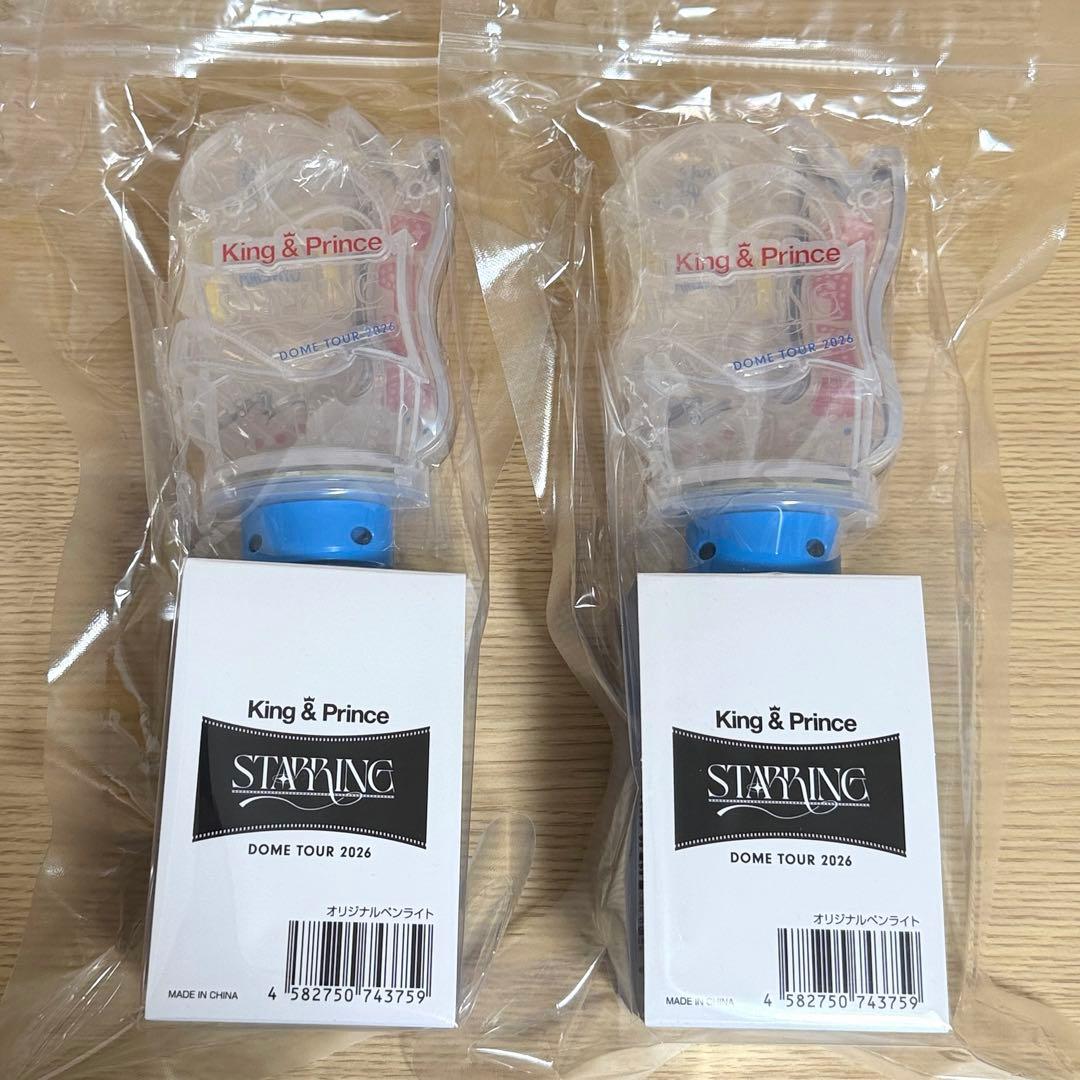 King & Prince
DOME TOUR 2026
King & Prince
STARRING
DOME TOUR 2026
オリジナルペンライト
MADE IN CHINA
4 582750 743759
King & Prince
DOME TOUR 2026
King & Prince
STARRING
DOME TOUR 2026
オリジナルペンライト
MADE IN CHINA
4 582750 743759